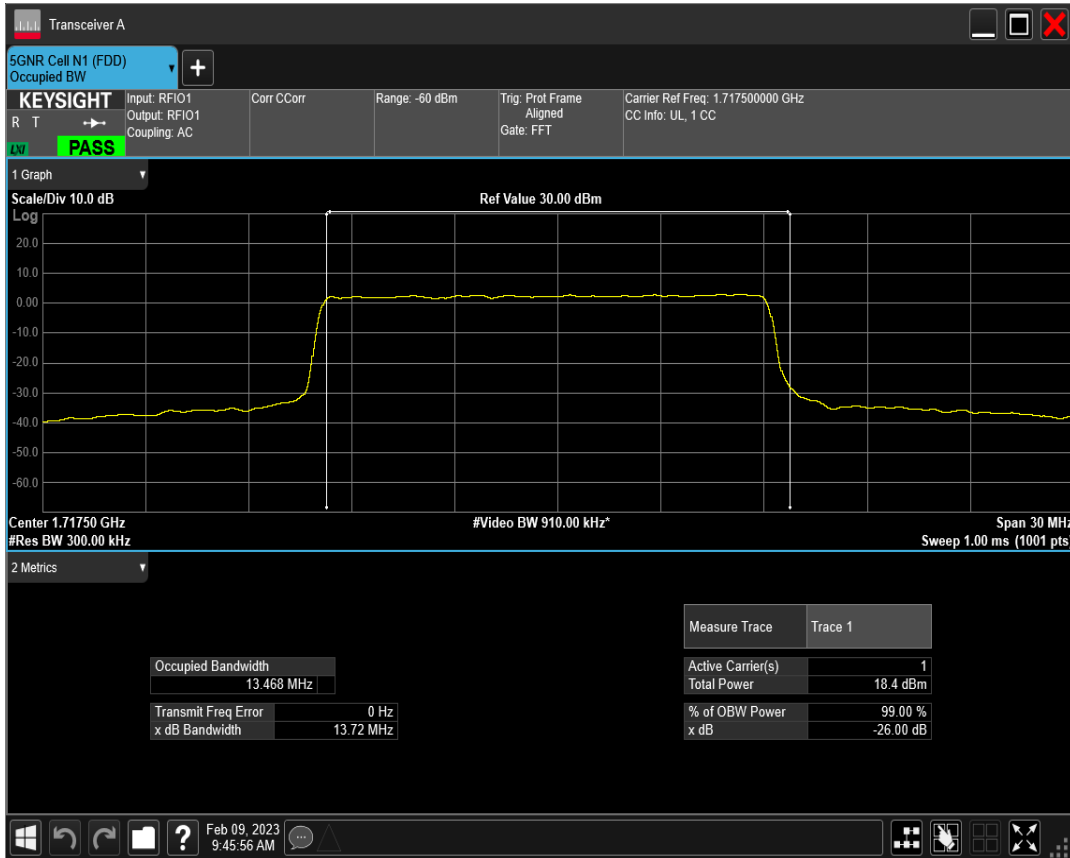 Transceiver A
5GNR Cell N1 (FDD)
Occupied BW
+
KEYSIGHT
R T
LXI
PASS
Input: RFIO1
Output: RFIO1
Coupling: AC
Corr CCorr
Range: -60 dBm
Trig: Prot Frame
Aligned
Gate: FFT
Carrier Ref Freq: 1.717500000 GHz
CC Info: UL, 1 CC
1 Graph
Scale/Div 10.0 dB
Ref Value 30.00 dBm
Log
20.0
10.0
0.00
-10.0
-20.0
-30.0
-40.0
-50.0
-60.0
Center 1.71750 GHz
#Video BW 910.00 kHz*
Span 30 MHz
#Res BW 300.00 kHz
Sweep 1.00 ms (1001 pts)
2 Metrics
Measure Trace Trace 1
Occupied Bandwidth
13.468 MHz
Active Carrier(s) 1
Total Power 18.4 dBm
Transmit Freq Error 0 Hz
x dB Bandwidth 13.72 MHz
% of OBW Power 99.00 %
x dB -26.00 dB
?
Feb 09, 2023
9:45:56 AM